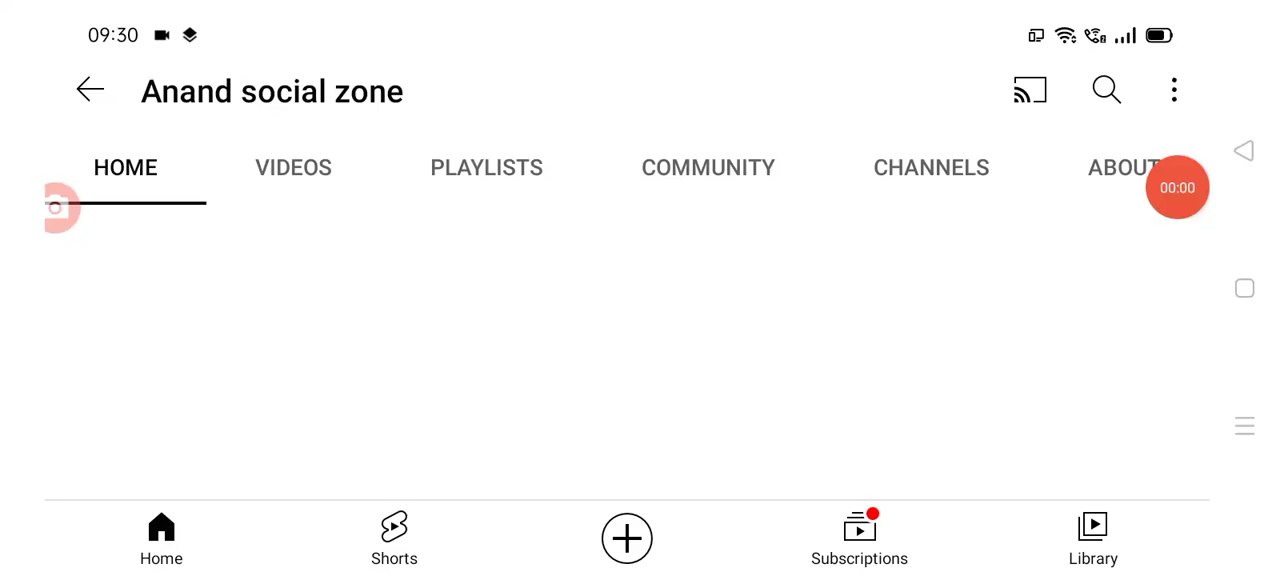 09:30
Anand social zone
HOME VIDEOS PLAYLISTS COMMUNITY CHANNELS ABOUT
00:00
Home Shorts Subscriptions Library